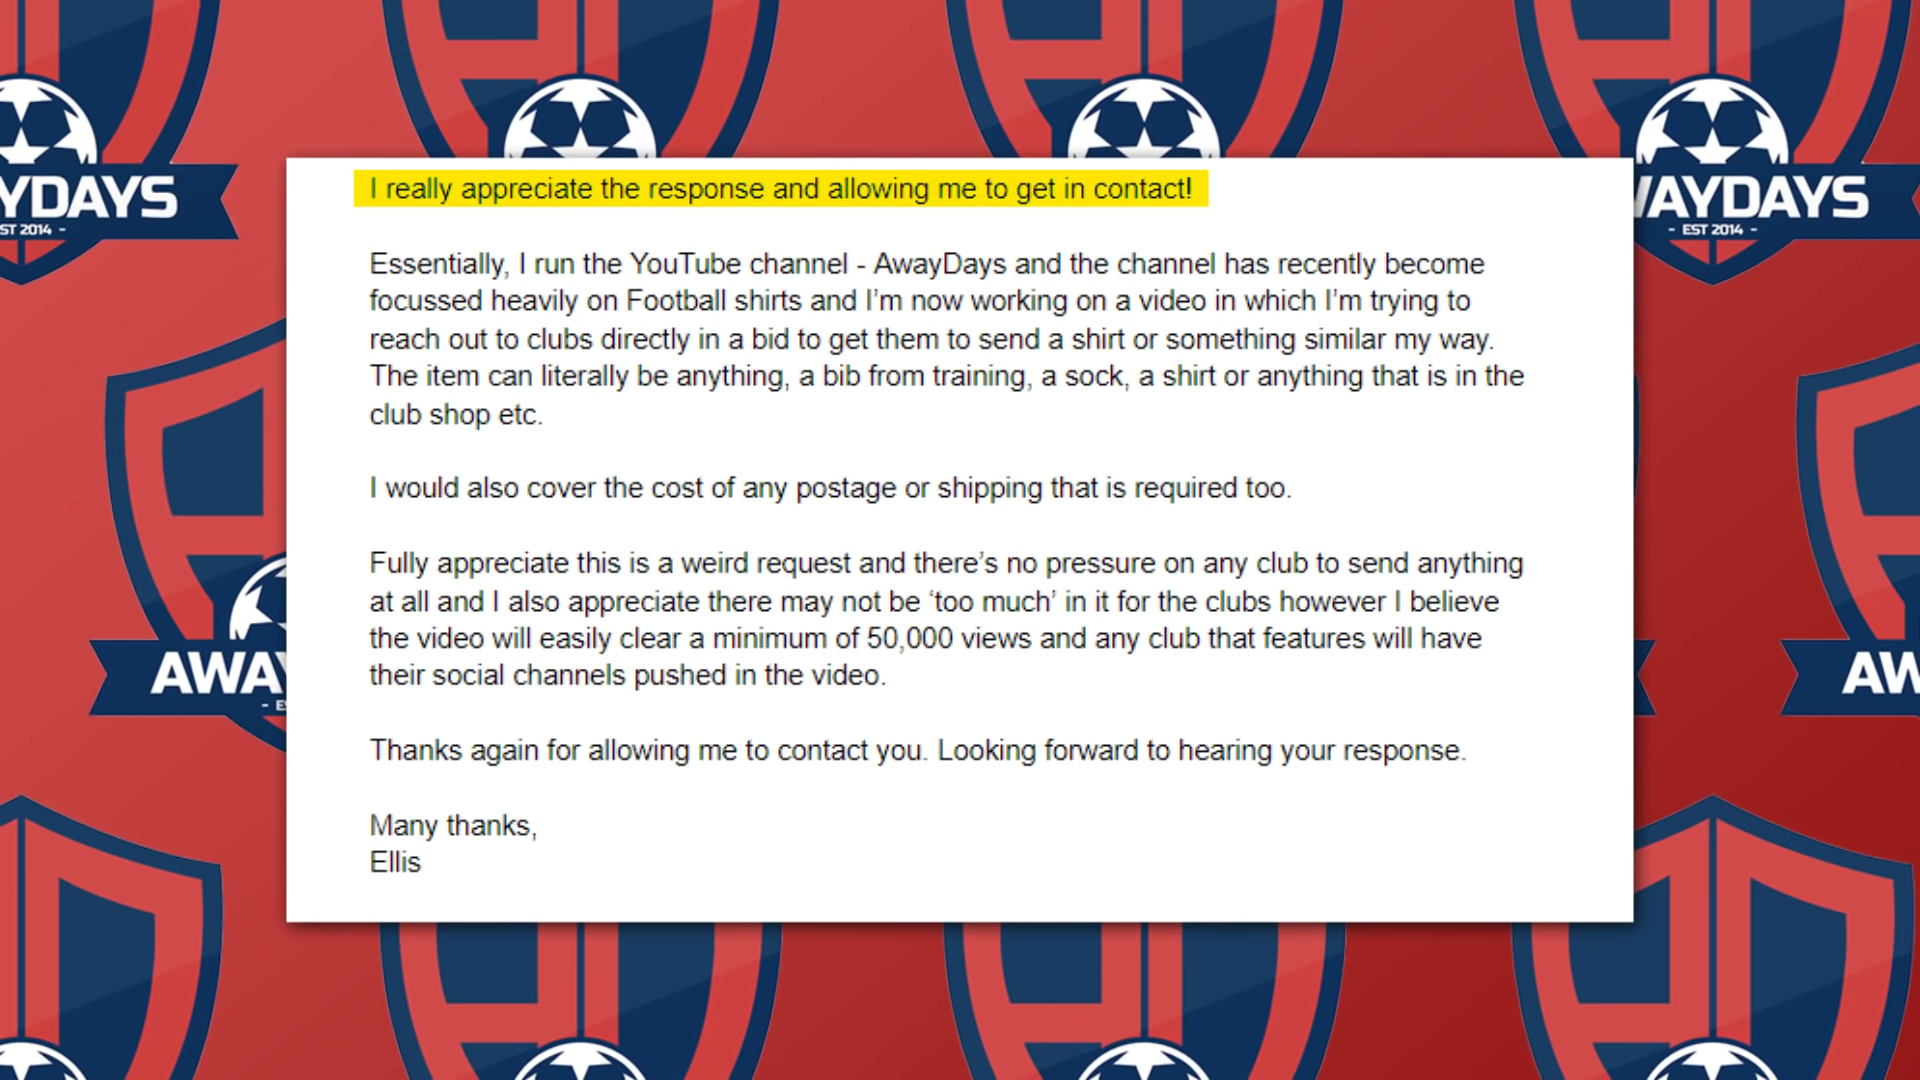 YDAYS
ST 2014 -
WAYDAYS
- EST 2014 -
I really appreciate the response and allowing me to get in contact!
Essentially, I run the YouTube channel - AwayDays and the channel has recently become
focussed heavily on Football shirts and I’m now working on a video in which I’m trying to
reach out to clubs directly in a bid to get them to send a shirt or something similar my way.
The item can literally be anything, a bib from training, a sock, a shirt or anything that is in the
club shop etc.
I would also cover the cost of any postage or shipping that is required too.
Fully appreciate this is a weird request and there’s no pressure on any club to send anything
at all and I also appreciate there may not be ‘too much’ in it for the clubs however I believe
the video will easily clear a minimum of 50,000 views and any club that features will have
their social channels pushed in the video.
Thanks again for allowing me to contact you. Looking forward to hearing your response.
Many thanks,
Ellis
AWA
- E
AW